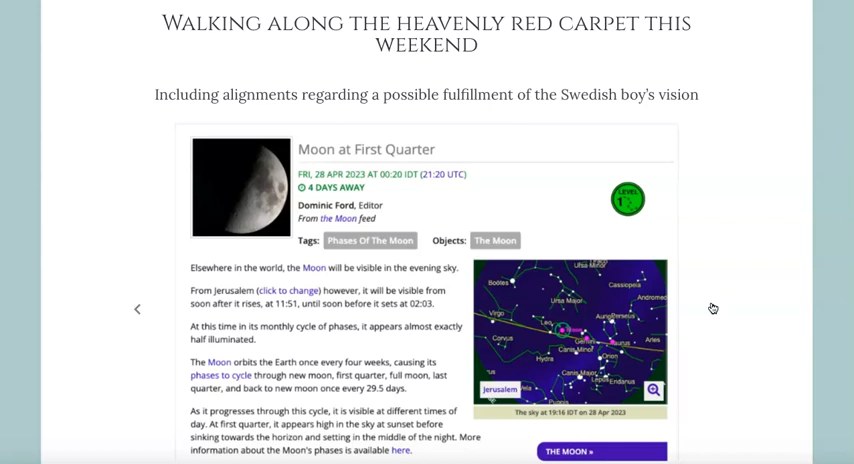 WALKING ALONG THE HEAVENLY RED CARPET THIS
WEEKEND
Including alignments regarding a possible fulfillment of the Swedish boy's vision
Moon at First Quarter
FRI, 28 APR 2023 AT 00:20 IDT (21:20 UTC)
4 DAYS AWAY
Dominic Ford, Editor
From the Moon feed
LEVEL
1
Tags: Phases Of The Moon Objects: The Moon
Elsewhere in the world, the Moon will be visible in the evening sky.
From Jerusalem (click to change) however, it will be visible from
soon after it rises, at 11:51, until soon before it sets at 02:03.
At this time in its monthly cycle of phases, it appears almost exactly
half illuminated.
The Moon orbits the Earth once every four weeks, causing its
phases to cycle through new moon, first quarter, full moon, last
quarter, and back to new moon once every 29.5 days.
As it progresses through this cycle, it is visible at different times of
day. At first quarter, it appears high in the sky at sunset before
sinking towards the horizon and setting in the middle of the night. More
information about the Moon's phases is available here.
Ursa Minor
Boötes
Cassiopeia
Ursa Major
Virgo
Leo
Perseus
Aries
Corvus
Gemini
Taurus
Canis Minor
Orion
Hydra
Canis Major
Lepus
Eridanus
Vela
Jerusalem
The sky at 19:16 IDT on 28 Apr 2023
THE MOON »